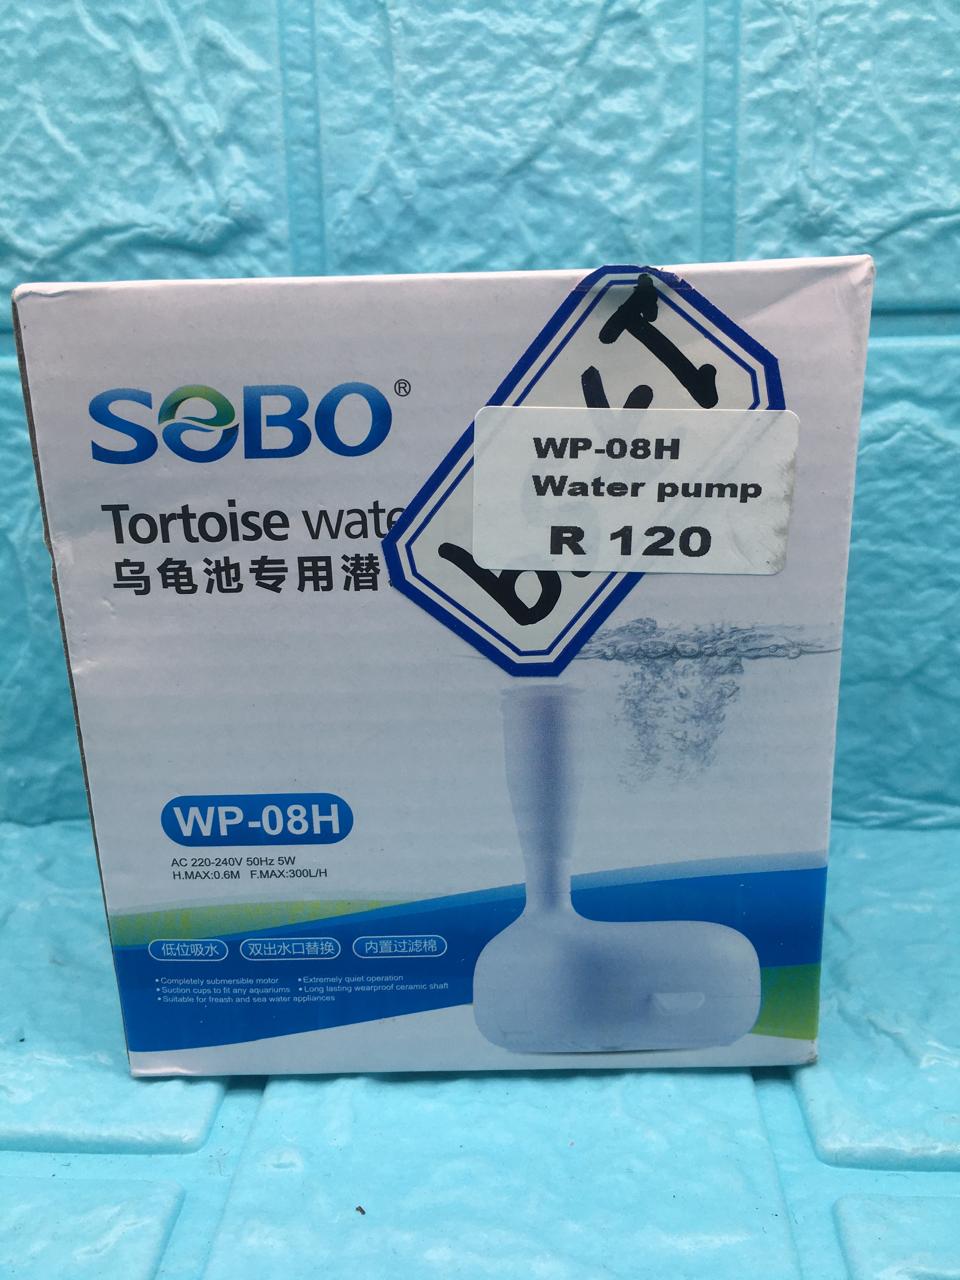 SOBO®
Tortoise wate
乌龟池专用潜
WP-08H
Water pump
R 120
WP-08H
AC 220-240V 50Hz 5W
H.MAX:0.6M F.MAX:300L/H
低位吸水 双出水口替换 内置过滤棉
• Completely submersible motor • Extremely quiet operation
• Suction cups to fit any aquariums • Long lasting wearproof ceramic shaft
• Suitable for freash and sea water appliances